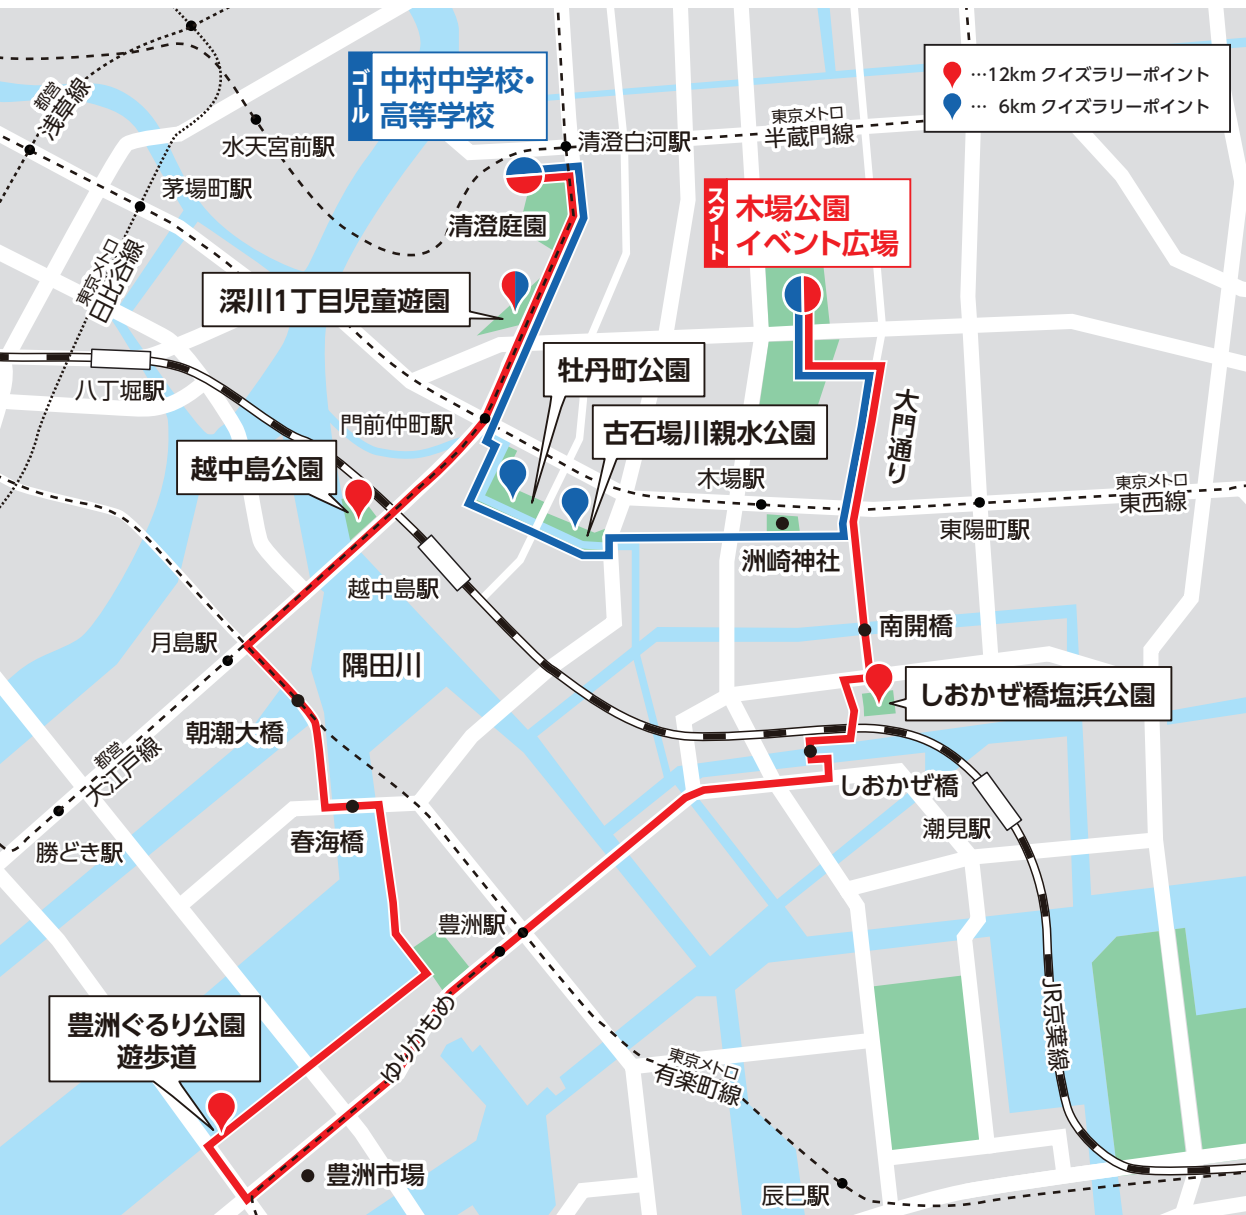 ゴール
中村中学校・
高等学校
…12km クイズラリーポイント
… 6km クイズラリーポイント
都営
浅草線
水天宮前駅
清澄白河駅
東京メトロ
半蔵門線
茅場町駅
清澄庭園
スタート
木場公園
イベント広場
東京メトロ
日比谷線
深川1丁目児童遊園
八丁堀駅
牡丹町公園
門前仲町駅
古石場川親水公園
大門通り
越中島公園
木場駅
東京メトロ
東西線
東陽町駅
洲崎神社
越中島駅
月島駅
隅田川
南開橋
しおかぜ橋塩浜公園
朝潮大橋
都営
大江戸線
しおかぜ橋
潮見駅
勝どき駅
春海橋
豊洲駅
豊洲ぐるり公園
遊歩道
ゆりかもめ
JR京葉線
東京メトロ
有楽町線
豊洲市場
辰巳駅